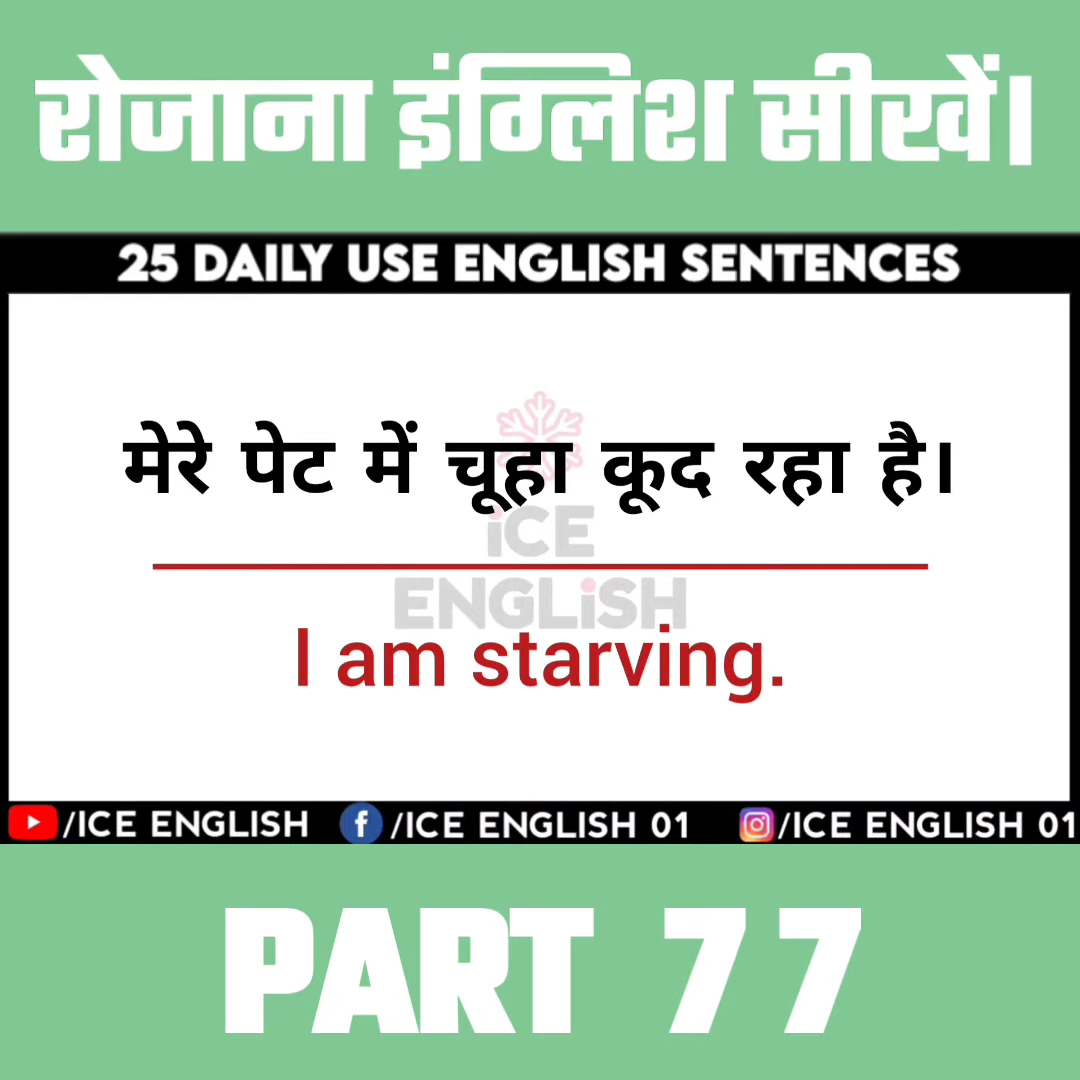 रोजाना इंग्लिश सीखें।
25 DAILY USE ENGLISH SENTENCES
मेरे पेट में चूहा कूद रहा है।
iCE
ENGLiSH
I am starving.
/ICE ENGLISH /ICE ENGLISH 01 /ICE ENGLISH 01
PART 77